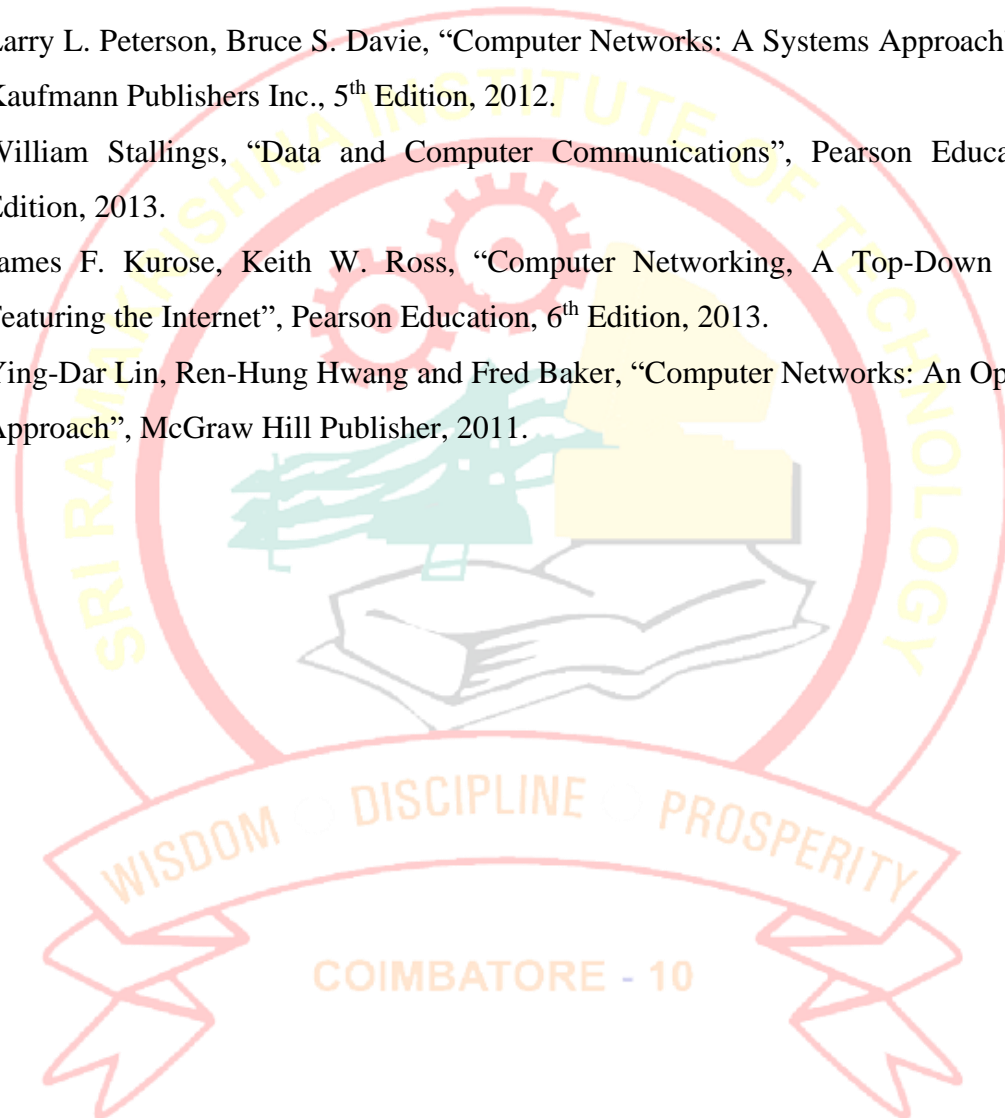 Larry L. Peterson, Bruce S. Davie, “Computer Networks: A Systems Approach”
Kaufmann Publishers Inc., 5th Edition, 2012.
William Stallings, “Data and Computer Communications”, Pearson Educa
Edition, 2013.
ames F. Kurose, Keith W. Ross, “Computer Networking, A Top-Down
Featuring the Internet”, Pearson Education, 6th Edition, 2013.
Ying-Dar Lin, Ren-Hung Hwang and Fred Baker, “Computer Networks: An Op
Approach”, McGraw Hill Publisher, 2011.
SRI RAMAKRISHNA INSTITUTE OF TECHNOLOGY
WISDOM DISCIPLINE PROSPERITY
COIMBATORE - 10